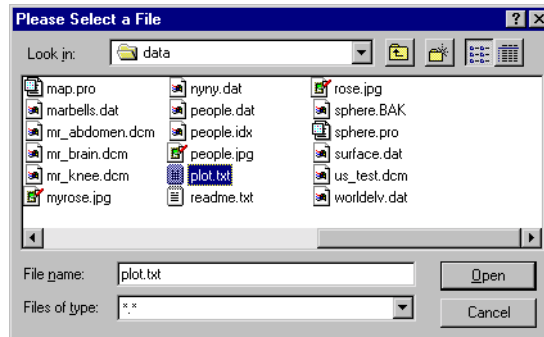 Please Select a File
Look in: data
map.pro nyny.dat rose.jpg
marbells.dat people.dat sphere.BAK
mr_abdomen.dcm people.idx sphere.pro
mr_brain.dcm people.jpg surface.dat
mr_knee.dcm plot.txt us_test.dcm
myrose.jpg readme.txt worldelv.dat
File name: plot.txt Open
Files of type: *.* Cancel